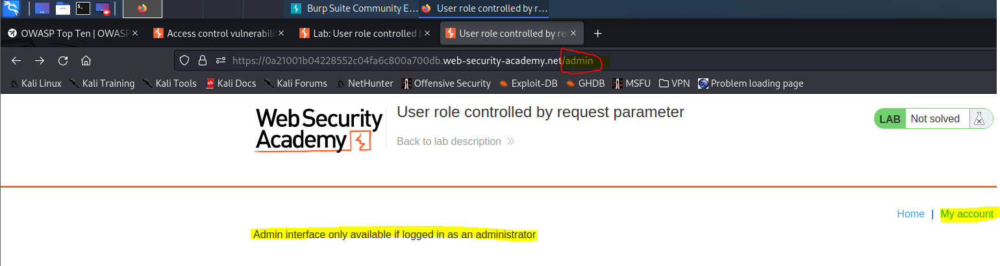 Burp Suite Community E...
User role controlled by r...
OWASP Top Ten | OWASP
Access control vulnerabili
Lab: User role controlled b
User role controlled by rec
https://0a21001b04228552c04fa6c800a700db.web-security-academy.net/admin
Kali Linux Kali Training Kali Tools Kali Docs Kali Forums NetHunter Offensive Security Exploit-DB GHDB MSFU VPN Problem loading page
Web Security
Academy
User role controlled by request parameter
Back to lab description
LAB Not solved
Home | My account
Admin interface only available if logged in as an administrator